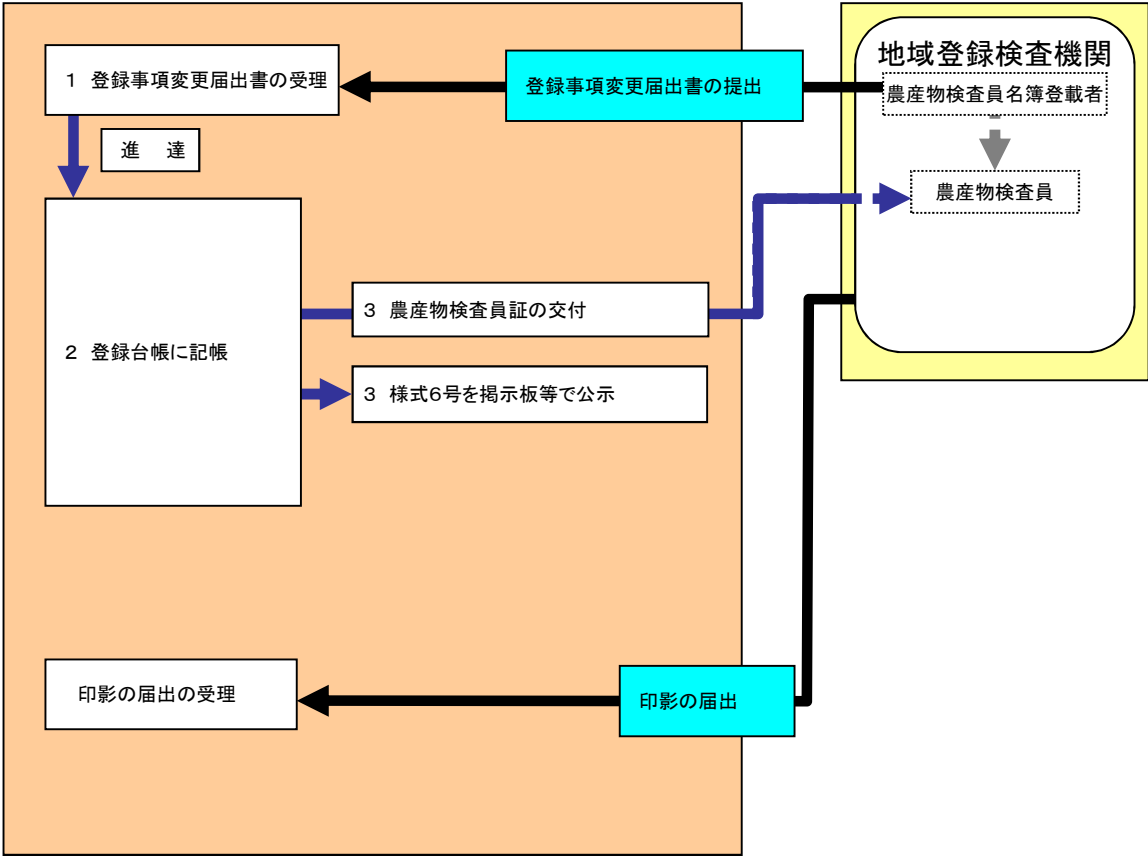 地域登録検査機関
1 登録事項変更届出書の受理
登録事項変更届出書の提出
農産物検査員名簿登載者
進 達
農産物検査員
3 農産物検査員証の交付
2 登録台帳に記帳
3 様式6号を掲示板等で公示
印影の届出の受理
印影の届出